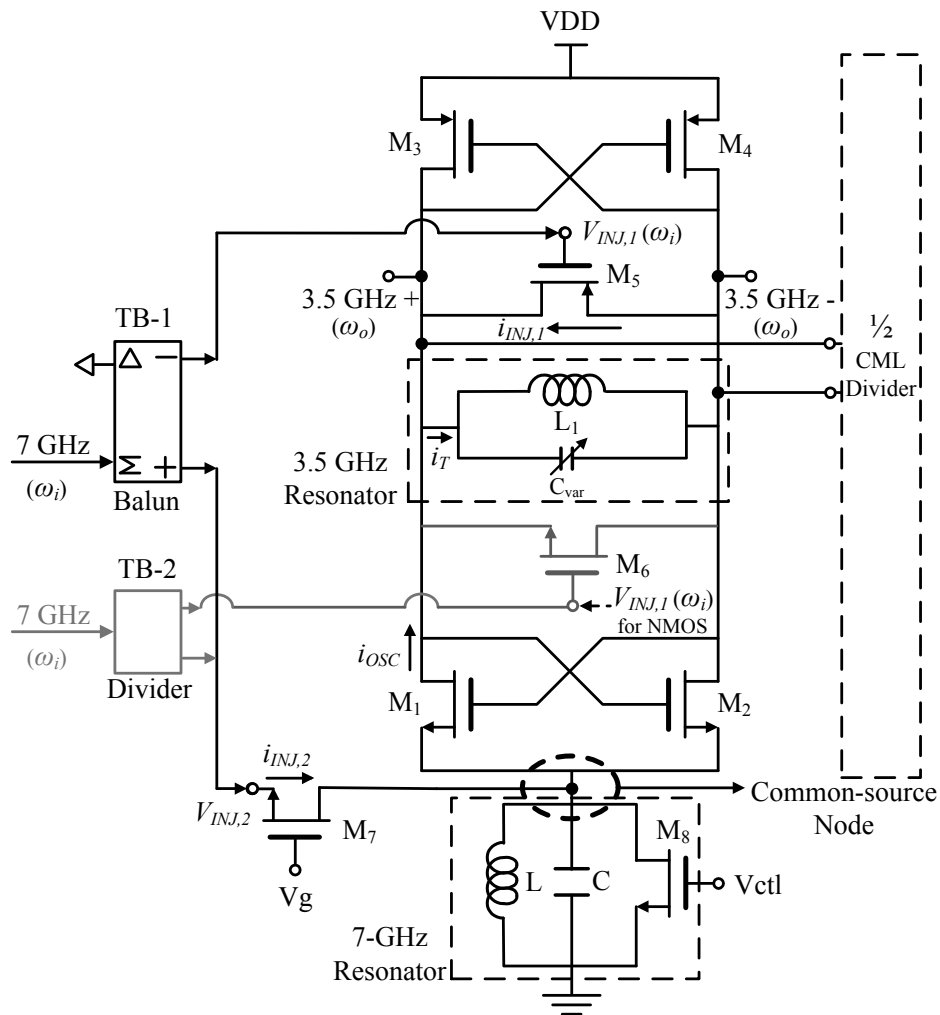 VDD
M3
M4
VINJ,1 (ωi)
M5
3.5 GHz +
(ωo)
3.5 GHz -
(ωo)
iINJ,1
TB-1
Δ −
7 GHz
(ωi)
Σ +
Balun
½
CML
Divider
L1
iT
Cvar
3.5 GHz
Resonator
M6
VINJ,1 (ωi)
for NMOS
TB-2
7 GHz
(ωi)
Divider
iOSC
M1
M2
iINJ,2
VINJ,2
M7
Vg
Common-source
Node
L
C
M8
Vctl
7-GHz
Resonator